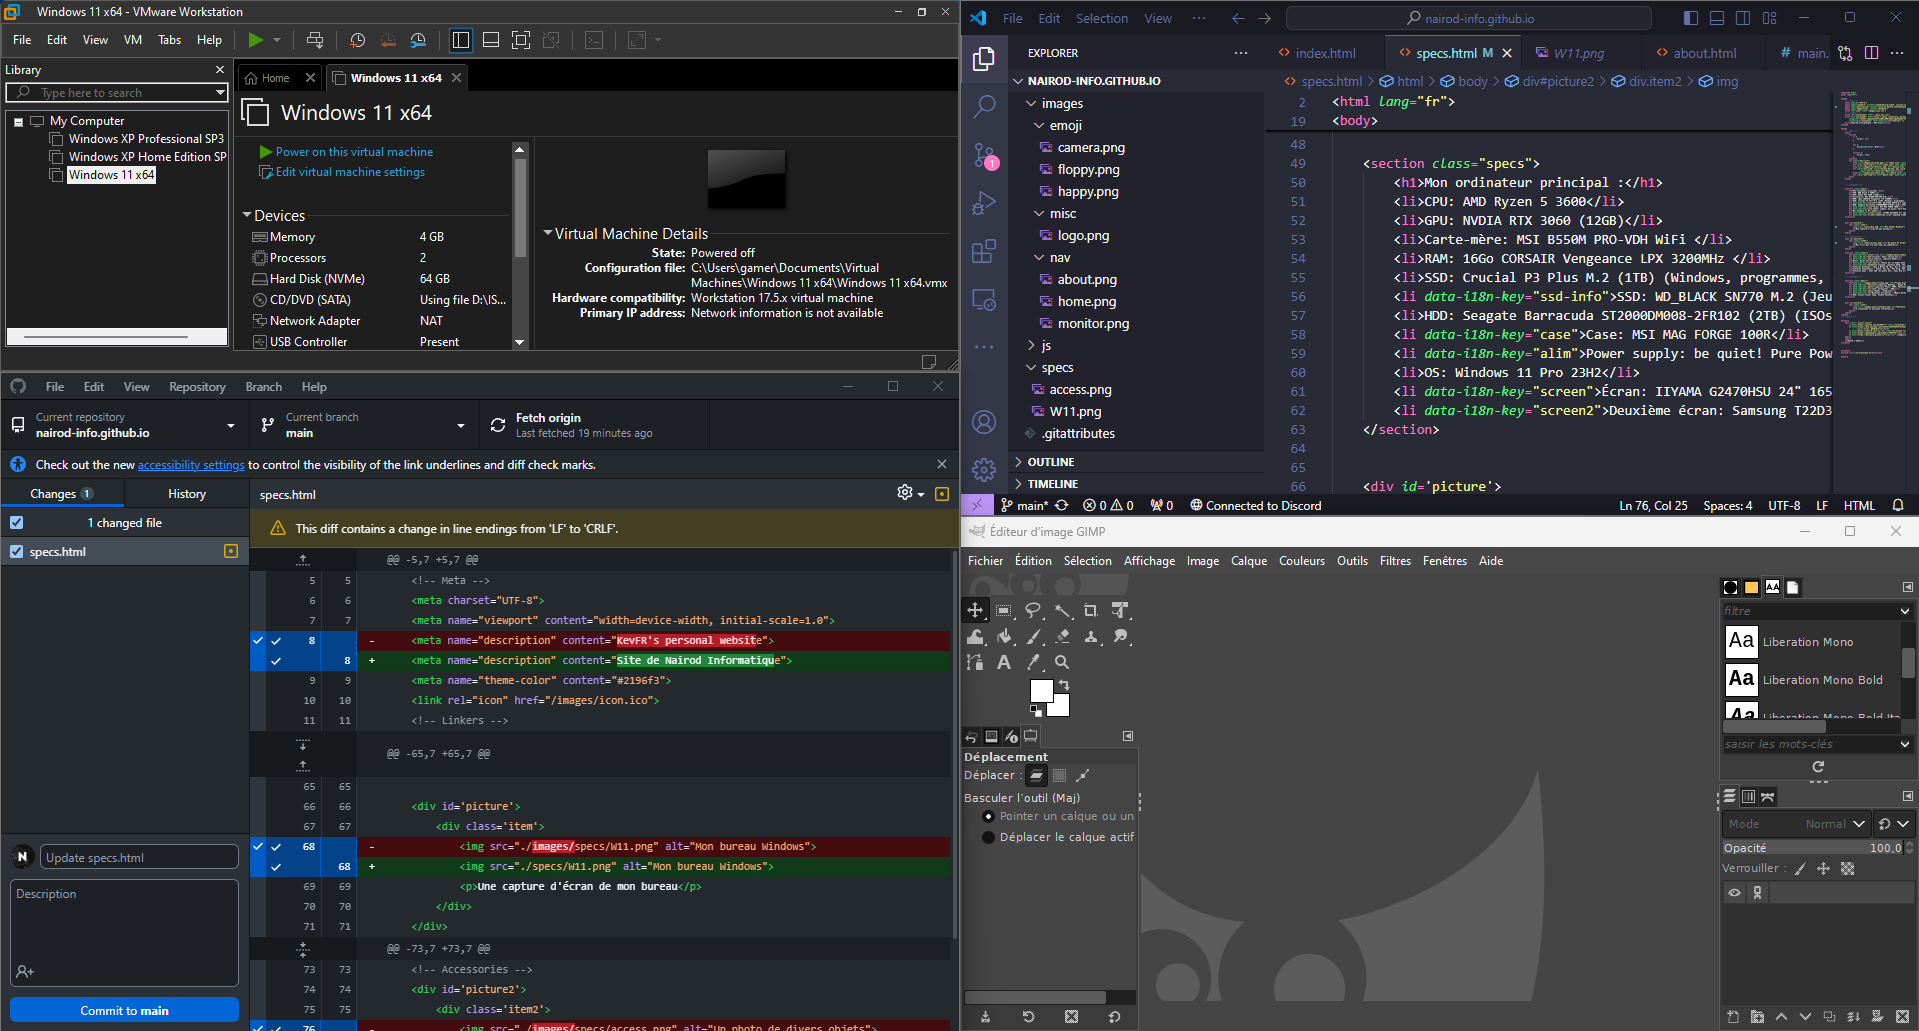 Windows 11 x64 - VMware Workstation
File Edit View VM Tabs Help
Library
Type here to search
My Computer
Windows XP Professional SP3
Windows XP Home Edition SP
Windows 11 x64
Home
Windows 11 x64
Windows 11 x64
Power on this virtual machine
Edit virtual machine settings
Devices
Memory 4 GB
Processors 2
Hard Disk (NVMe) 64 GB
CD/DVD (SATA) Using file D:\IS...
Network Adapter NAT
USB Controller Present
Virtual Machine Details
State: Powered off
Configuration file: C:\Users\gamer\Documents\Virtual
Machines\Windows 11 x64\Windows 11 x64.vmx
Hardware compatibility: Workstation 17.5.x virtual machine
Primary IP address: Network information is not available
File Edit Selection View ···
nairod-info.github.io
EXPLORER ···
NAIROD-INFO.GITHUB.IO
images
emoji
camera.png
floppy.png
happy.png
misc
logo.png
nav
about.png
home.png
monitor.png
js
specs
access.png
W11.png
.gitattributes
OUTLINE
TIMELINE
1
index.html
specs.html M
W11.png
about.html
# main.
specs.html > html > body > div#picture2 > div.item2 > img
2 <html lang="fr">
19 <body>
48
49 <section class="specs">
50 <h1>Mon ordinateur principal :</h1>
51 <li>CPU: AMD Ryzen 5 3600</li>
52 <li>GPU: NVDIA RTX 3060 (12GB)</li>
53 <li>Carte-mère: MSI B550M PRO-VDH WiFi </li>
54 <li>RAM: 16Go CORSAIR Vengeance LPX 3200MHz </li>
55 <li>SSD: Crucial P3 Plus M.2 (1TB) (Windows, programmes,
56 <li data-i18n-key="ssd-info">SSD: WD_BLACK SN770 M.2 (Jeu
57 <li>HDD: Seagate Barracuda ST2000DM008-2FR102 (2TB) (ISOs
58 <li data-i18n-key="case">Case: MSI MAG FORGE 100R</li>
59 <li data-i18n-key="alim">Power supply: be quiet! Pure Pow
60 <li>OS: Windows 11 Pro 23H2</li>
61 <li data-i18n-key="screen">Écran: IIYAMA G2470HSU 24" 165
62 <li data-i18n-key="screen2">Deuxième écran: Samsung T22D3
63 </section>
64
65
66 <div id='picture'>
main* 0 0 0 Connected to Discord Ln 76, Col 25 Spaces: 4 UTF-8 LF HTML
File Edit View Repository Branch Help
Current repository
nairod-info.github.io
Current branch
main
Fetch origin
Last fetched 19 minutes ago
Check out the new accessibility settings to control the visibility of the link underlines and diff check marks.
Changes 1
History
1 changed file
specs.html
specs.html
This diff contains a change in line endings from 'LF' to 'CRLF'.
@@ -5,7 +5,7 @@
5 5 <!-- Meta -->
6 6 <meta charset="UTF-8">
7 7 <meta name="viewport" content="width=device-width, initial-scale=1.0">
8 - <meta name="description" content="KevFR's personal website">
8 + <meta name="description" content="Site de Nairod Informatique">
9 9 <meta name="theme-color" content="#2196f3">
10 10 <link rel="icon" href="/images/icon.ico">
11 11 <!-- Linkers -->
@@ -65,7 +65,7 @@
65 65
66 66 <div id='picture'>
67 67 <div class='item'>
68 - <img src="./images/specs/W11.png" alt="Mon bureau Windows">
68 + <img src="./specs/W11.png" alt="Mon bureau Windows">
69 69 <p>Une capture d'écran de mon bureau</p>
70 70 </div>
71 71 </div>
@@ -73,7 +73,7 @@
73 73 <!-- Accessories -->
74 74 <div id='picture2'>
75 75 <div class='item2'>
76 - <img src="./images/specs/access.png" alt="Un photo de divers objets">
N
Update specs.html
Description
Commit to main
Éditeur d'image GIMP
Fichier Édition Sélection Affichage Image Calque Couleurs Outils Filtres Fenêtres Aide
Déplacement
Déplacer :
Basculer l'outil (Maj)
Pointer un calque ou un
Déplacer le calque actif
filtre
Aa Liberation Mono
Aa Liberation Mono Bold
Aa Liberation Mono Bold Ita
saisir les mots-clés
Mode Normal
Opacité 100,0
Verrouiller :